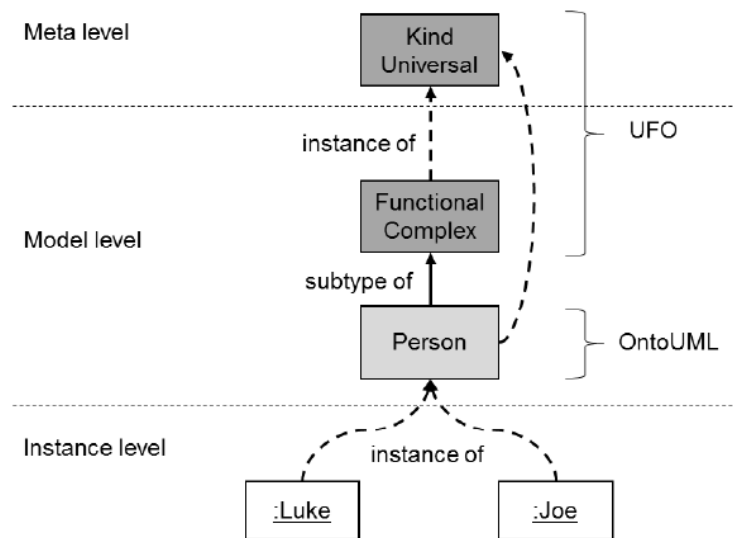 Meta level
Kind
Universal
instance of
UFO
Functional
Complex
Model level
subtype of
Person
OntoUML
Instance level
instance of
:Luke
:Joe